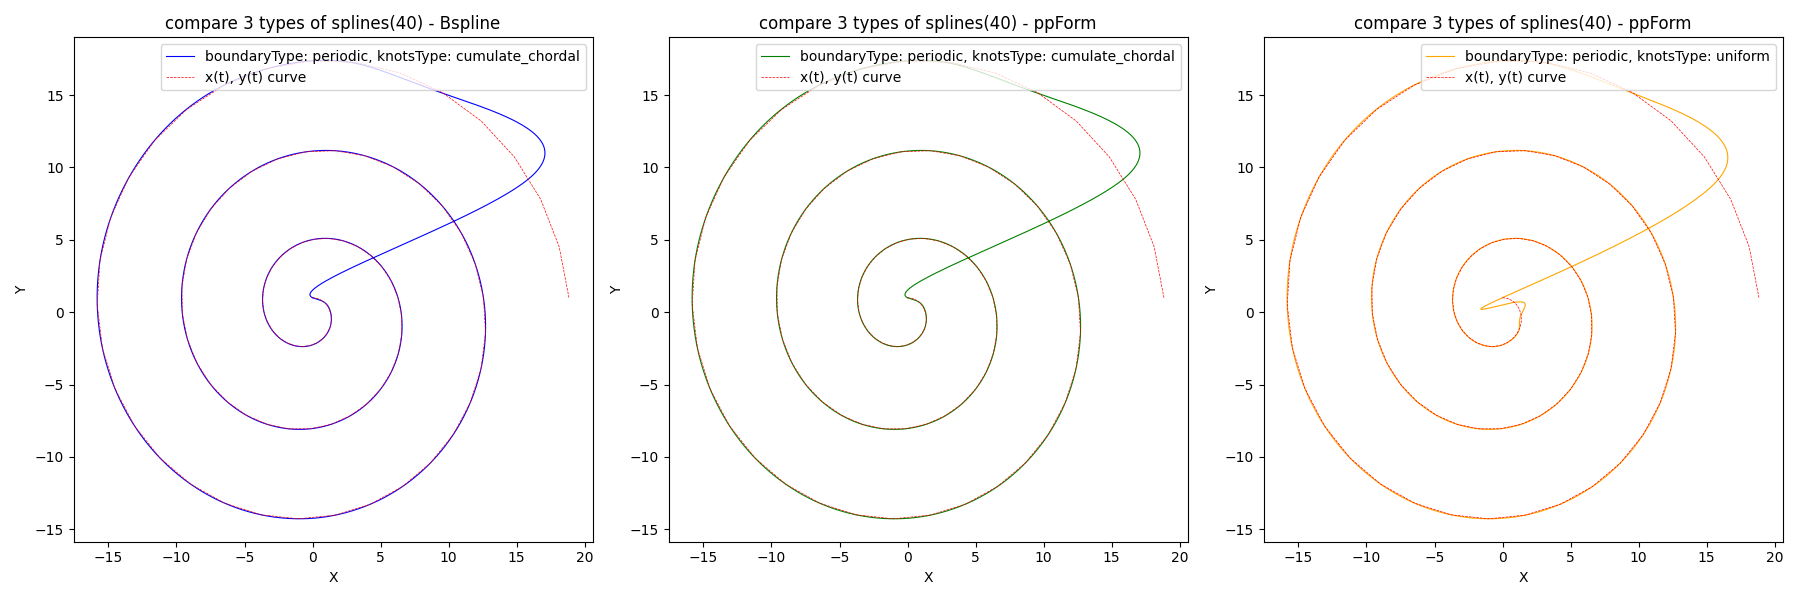 compare 3 types of splines(40) - Bspline
boundaryType: periodic, knotsType: cumulate_chordal
x(t), y(t) curve
Y
15
10
5
0
−5
−10
−15
−15 −10 −5 0 5 10 15 20
X
compare 3 types of splines(40) - ppForm
boundaryType: periodic, knotsType: cumulate_chordal
x(t), y(t) curve
Y
15
10
5
0
−5
−10
−15
−15 −10 −5 0 5 10 15 20
X
compare 3 types of splines(40) - ppForm
boundaryType: periodic, knotsType: uniform
x(t), y(t) curve
Y
15
10
5
0
−5
−10
−15
−15 −10 −5 0 5 10 15 20
X